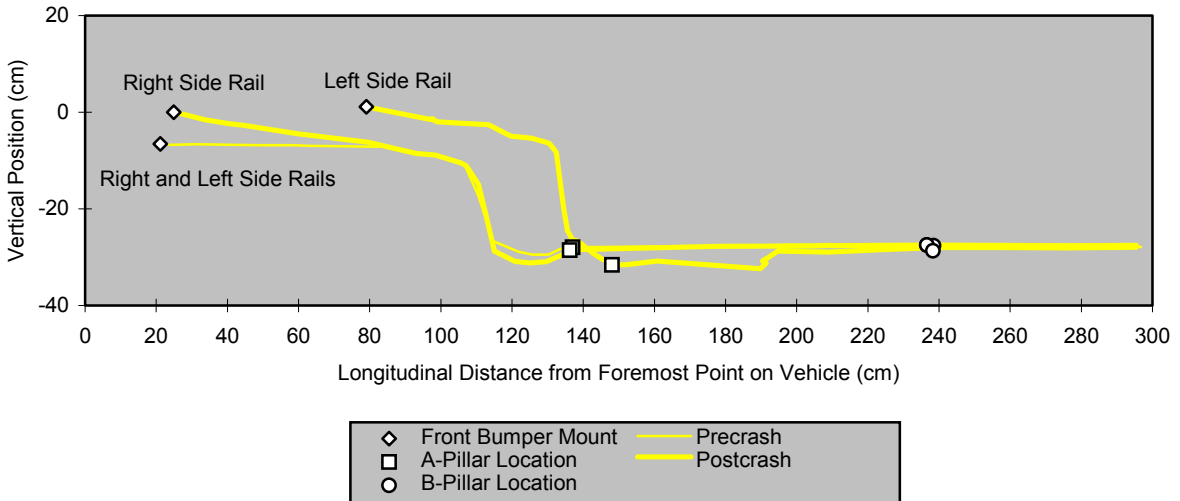 20
0
-20
-40
Vertical Position (cm)
Right Side Rail
Left Side Rail
Right and Left Side Rails
0 20 40 60 80 100 120 140 160 180 200 220 240 260 280 300
Longitudinal Distance from Foremost Point on Vehicle (cm)
Front Bumper Mount
A-Pillar Location
B-Pillar Location
Precrash
Postcrash